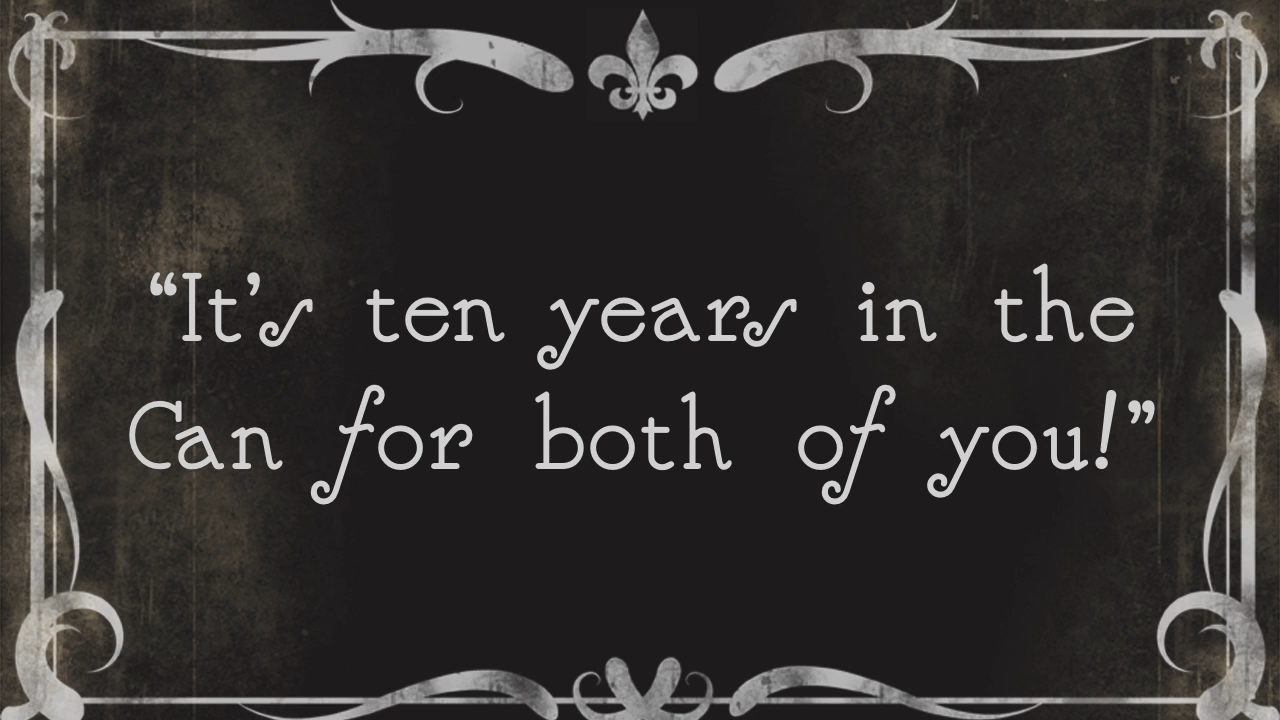 “It’s ten years in the
Can for both of you!”